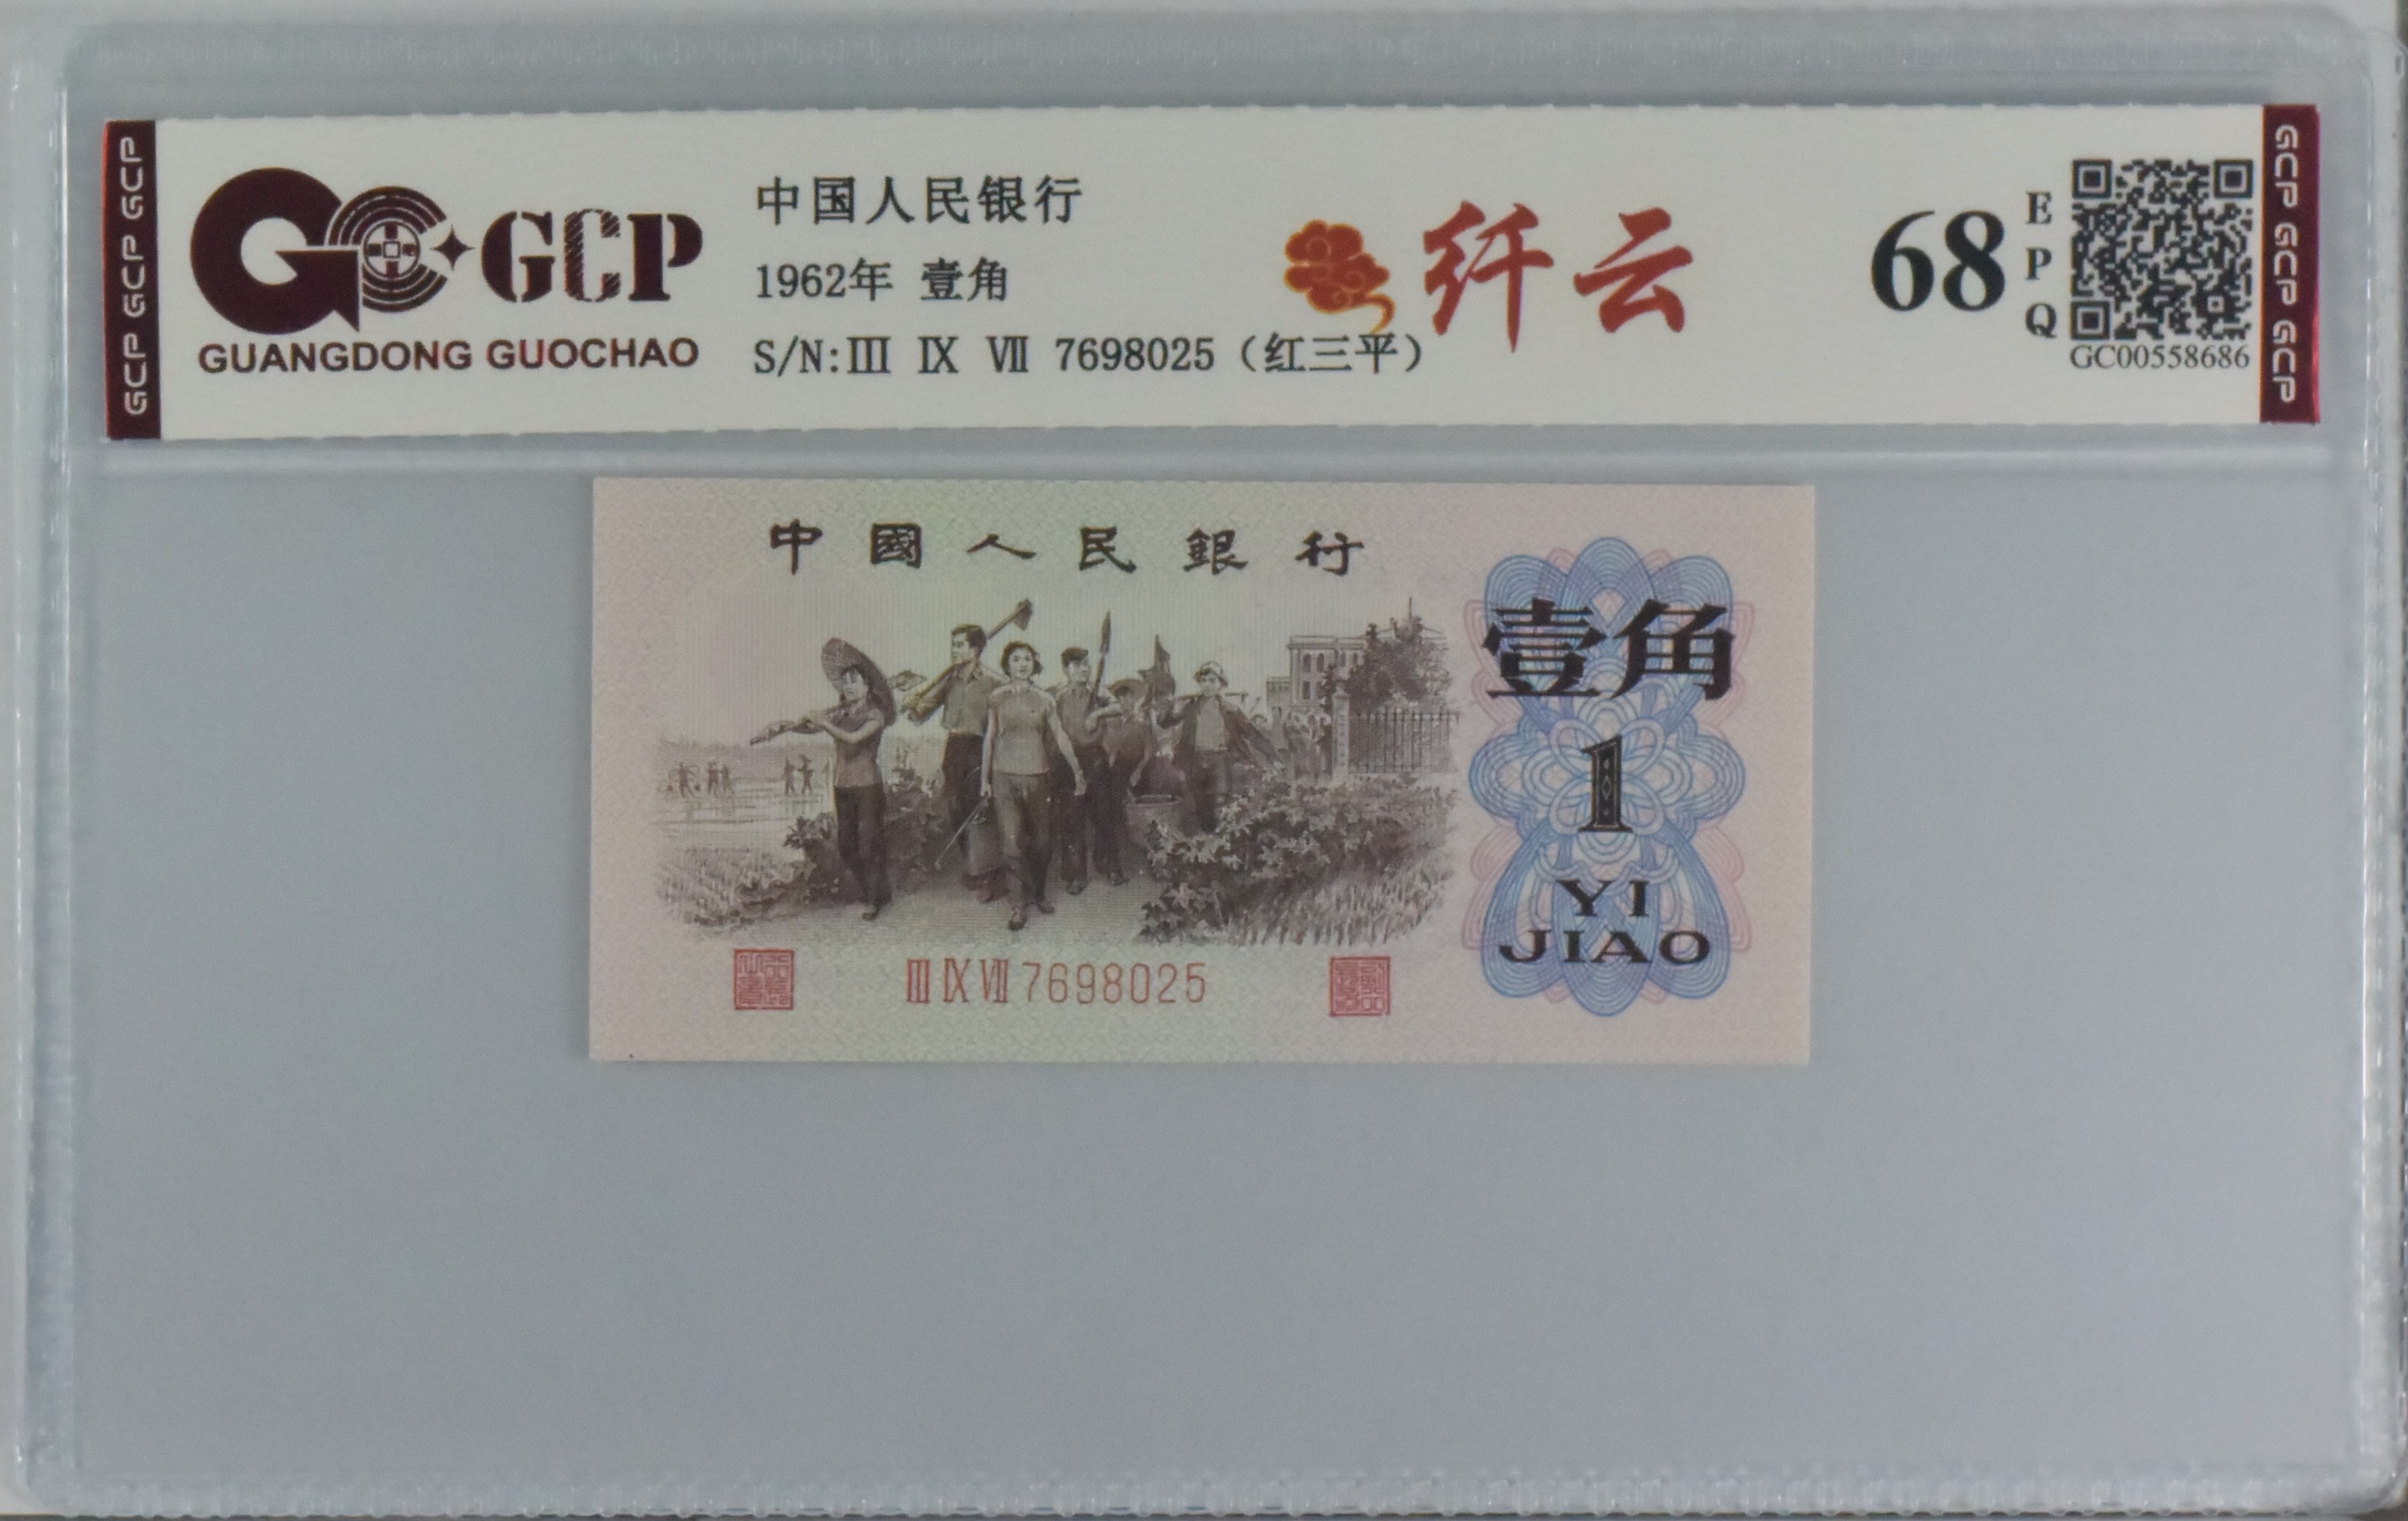 GCP GCP GCP
GCP
GUANGDONG GUOCHAO
中国人民银行
1962年 壹角
S/N:Ⅲ Ⅸ Ⅶ 7698025（红三平）
纤云
68
EPQ
GC00558686
GCP GCP GCP
中國人民銀行
壹角
1
YI
JIAO
Ⅲ Ⅸ Ⅶ 7698025